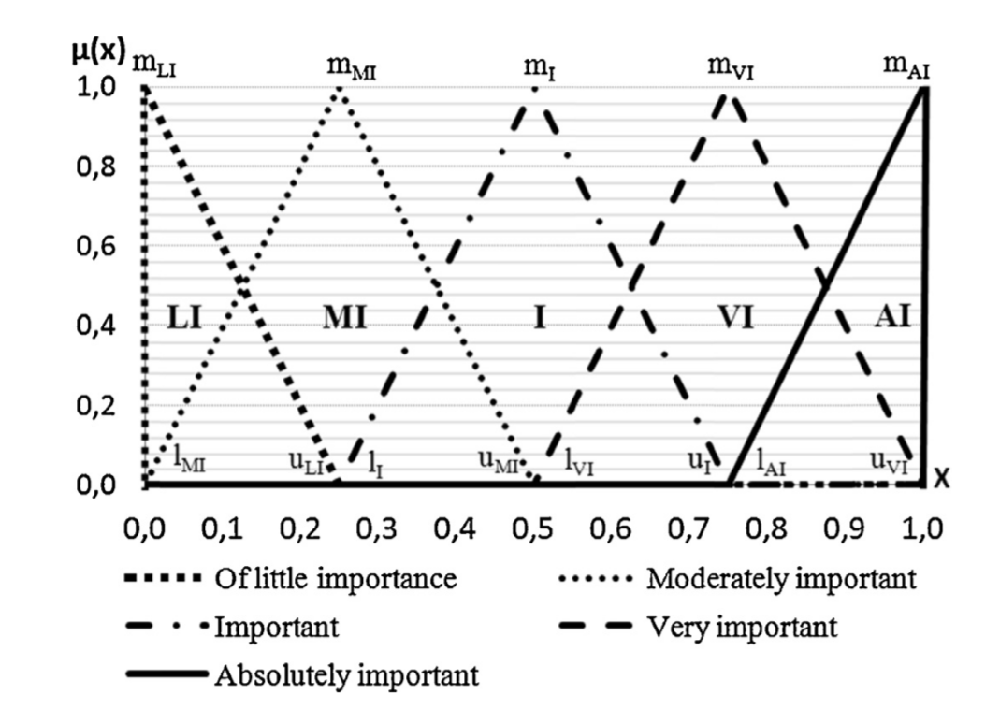 μ(x)
m_LI m_MI m_I m_VI m_AI
1,0
0,8
0,6
LI MI I VI AI
0,4
0,2
l_MI u_LI l_I u_MI l_VI u_I l_AI u_VI
0,0 X
0,0 0,1 0,2 0,3 0,4 0,5 0,6 0,7 0,8 0,9 1,0
Of little importance Moderately important
Important Very important
Absolutely important